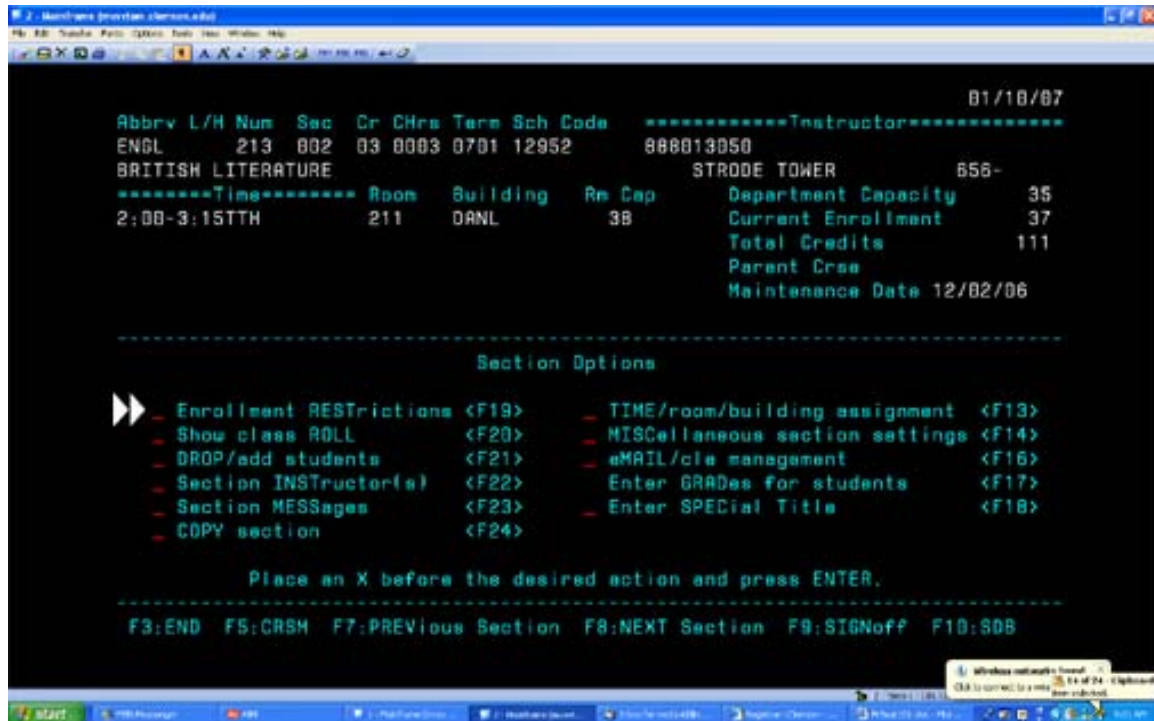 01/10/07
Abbrv L/H Num Sec Cr CHrs Term Sch Code ============Instructor=============
ENGL 213 002 03 0003 0701 12952 888013050
BRITISH LITERATURE STRODE TOWER 656-
========Time======== Room Building Rm Cap Department Capacity 35
2:00-3:15TTH 211 DANL 38 Current Enrollment 37
Total Credits 111
Parent Crse
Maintenance Date 12/02/06
Section Options
_ Enrollment RESTrictions <F19> _ TIME/room/building assignment <F13>
_ Show class ROLL <F20> _ MISCellaneous section settings <F14>
_ DROP/add students <F21> _ eMAIL/cle management <F16>
_ Section INSTructor(s) <F22> Enter GRADes for students <F17>
_ Section MESSages <F23> _ Enter SPECial Title <F18>
_ COPY section <F24>
Place an X before the desired action and press ENTER.
F3:END F5:CRSM F7:PREVious Section F8:NEXT Section F9:SIGNoff F10:SDB
start